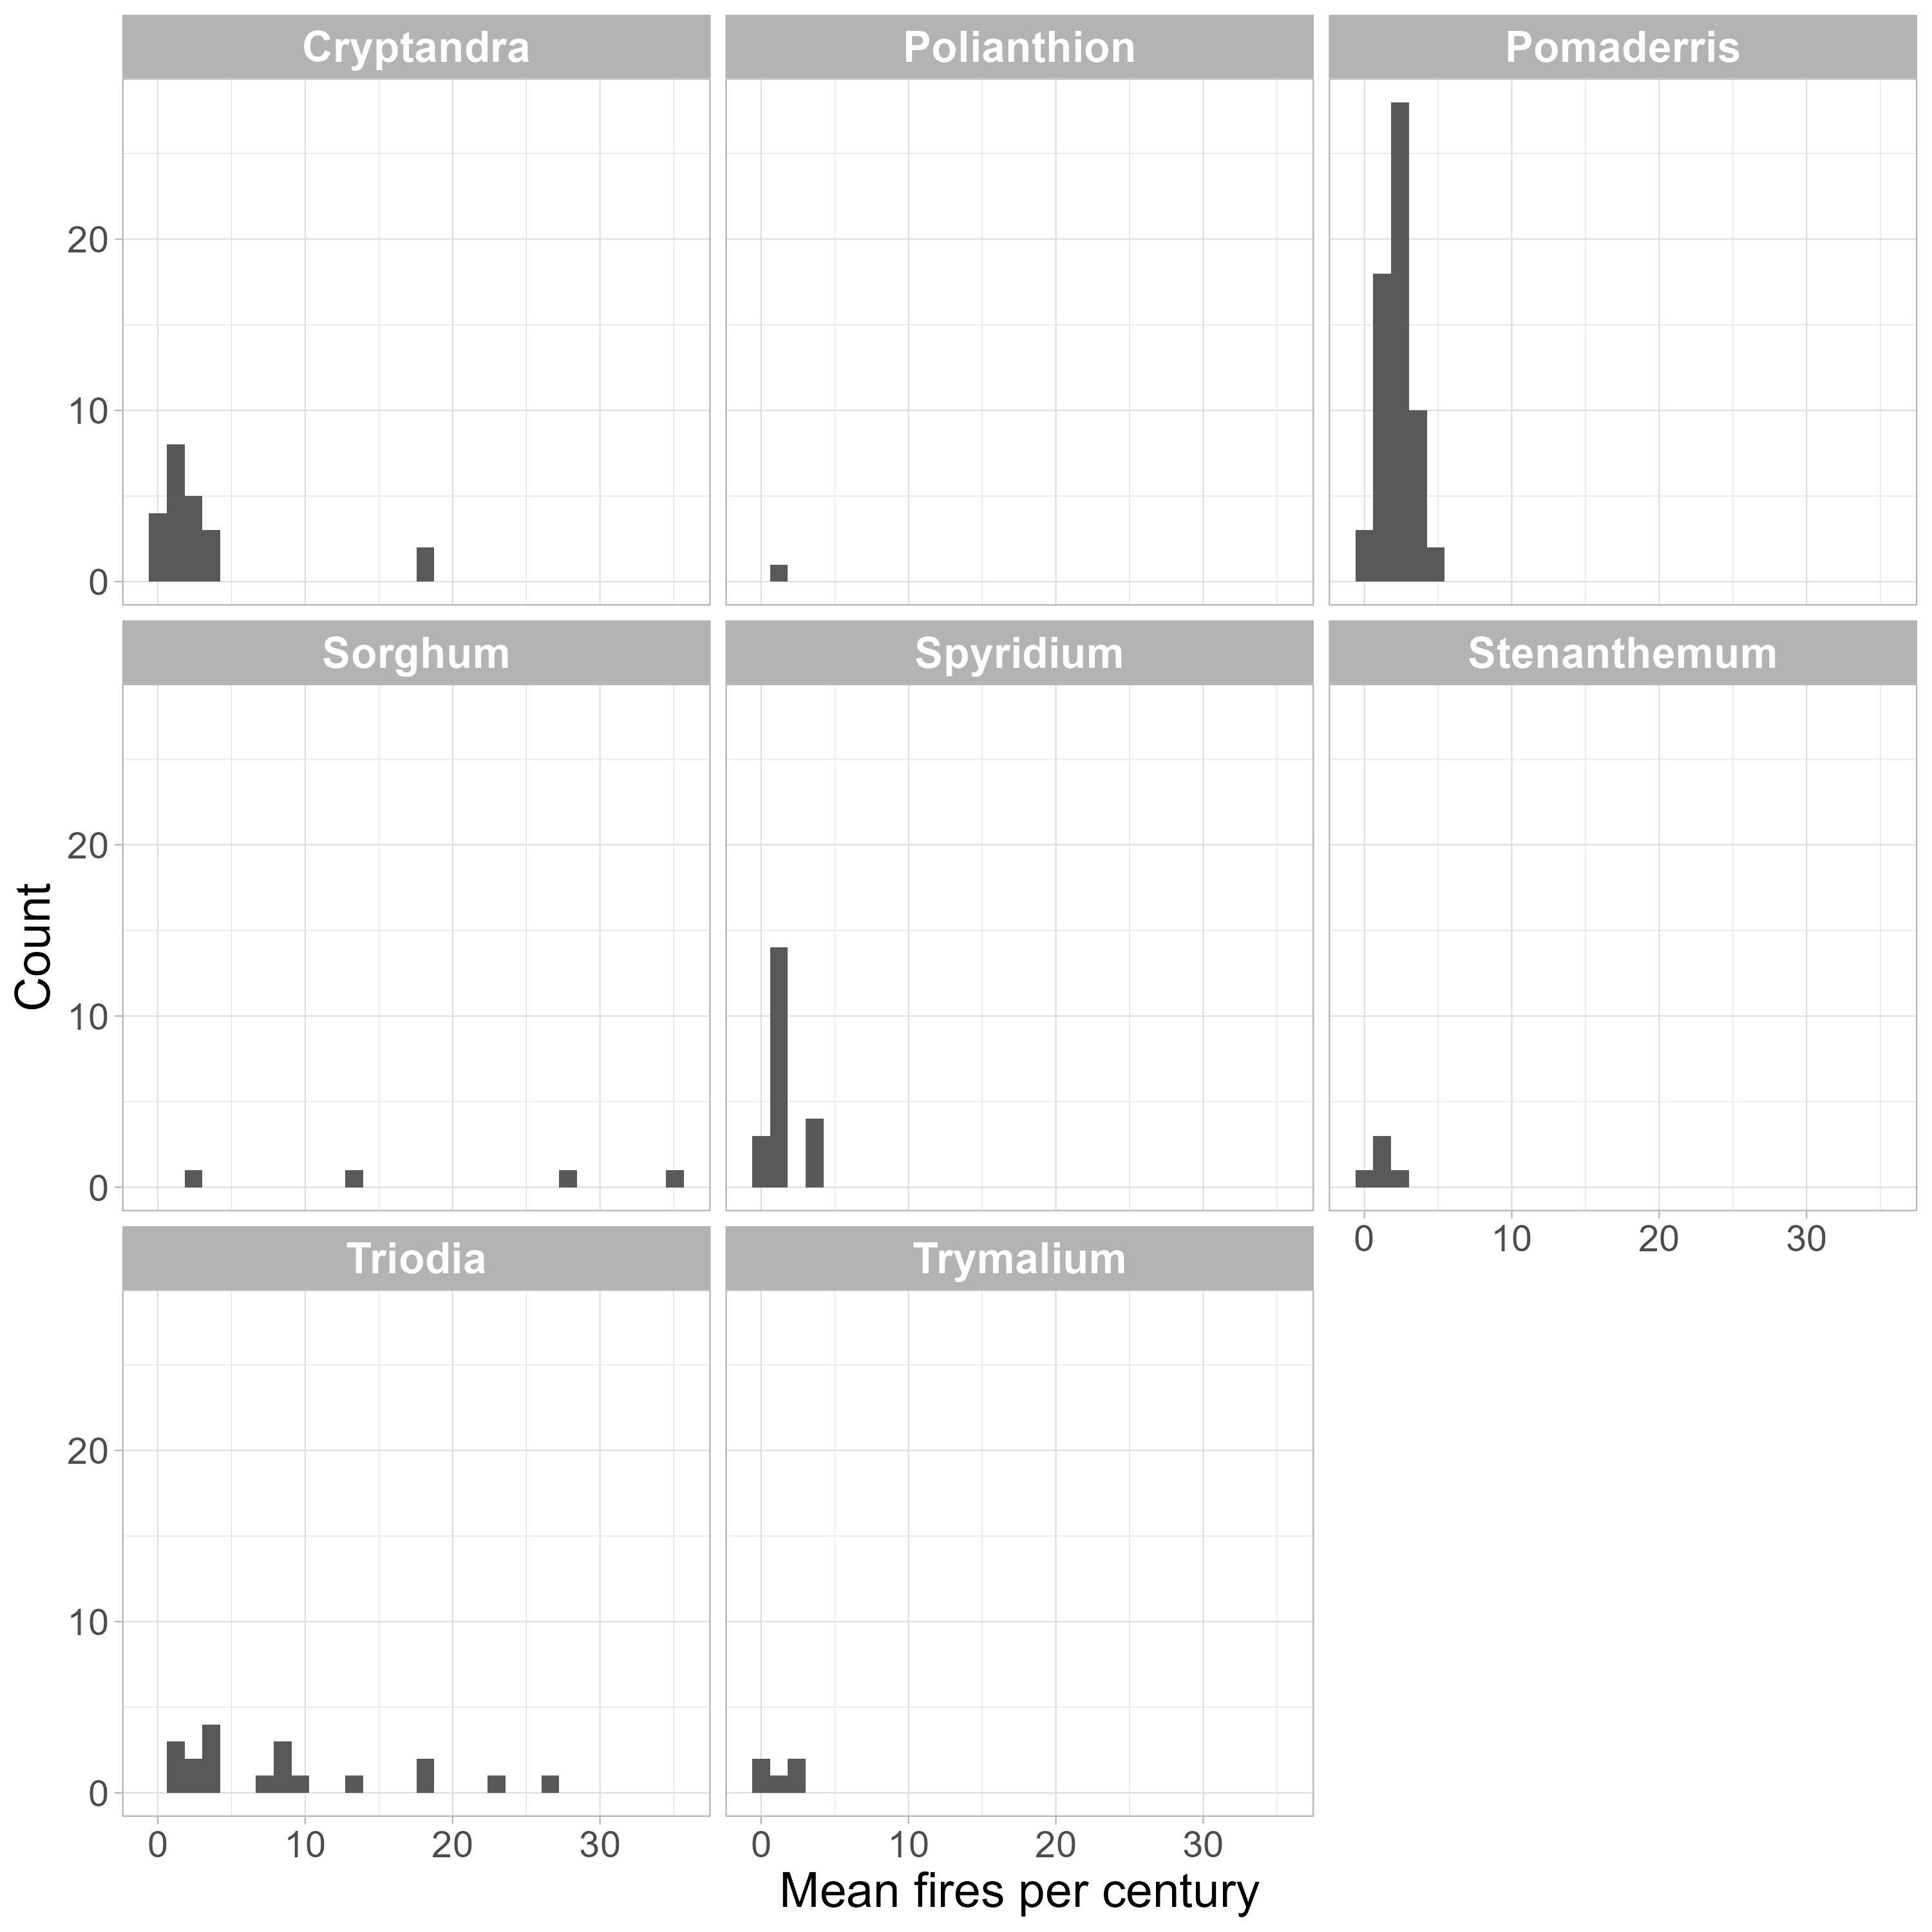 Cryptandra Polianthion Pomaderris
20
10
0
Sorghum Spyridium Stenanthemum
20
10
0
0 10 20 30
Triodia Trymalium
20
10
0
0 10 20 30 0 10 20 30
Count
Mean fires per century